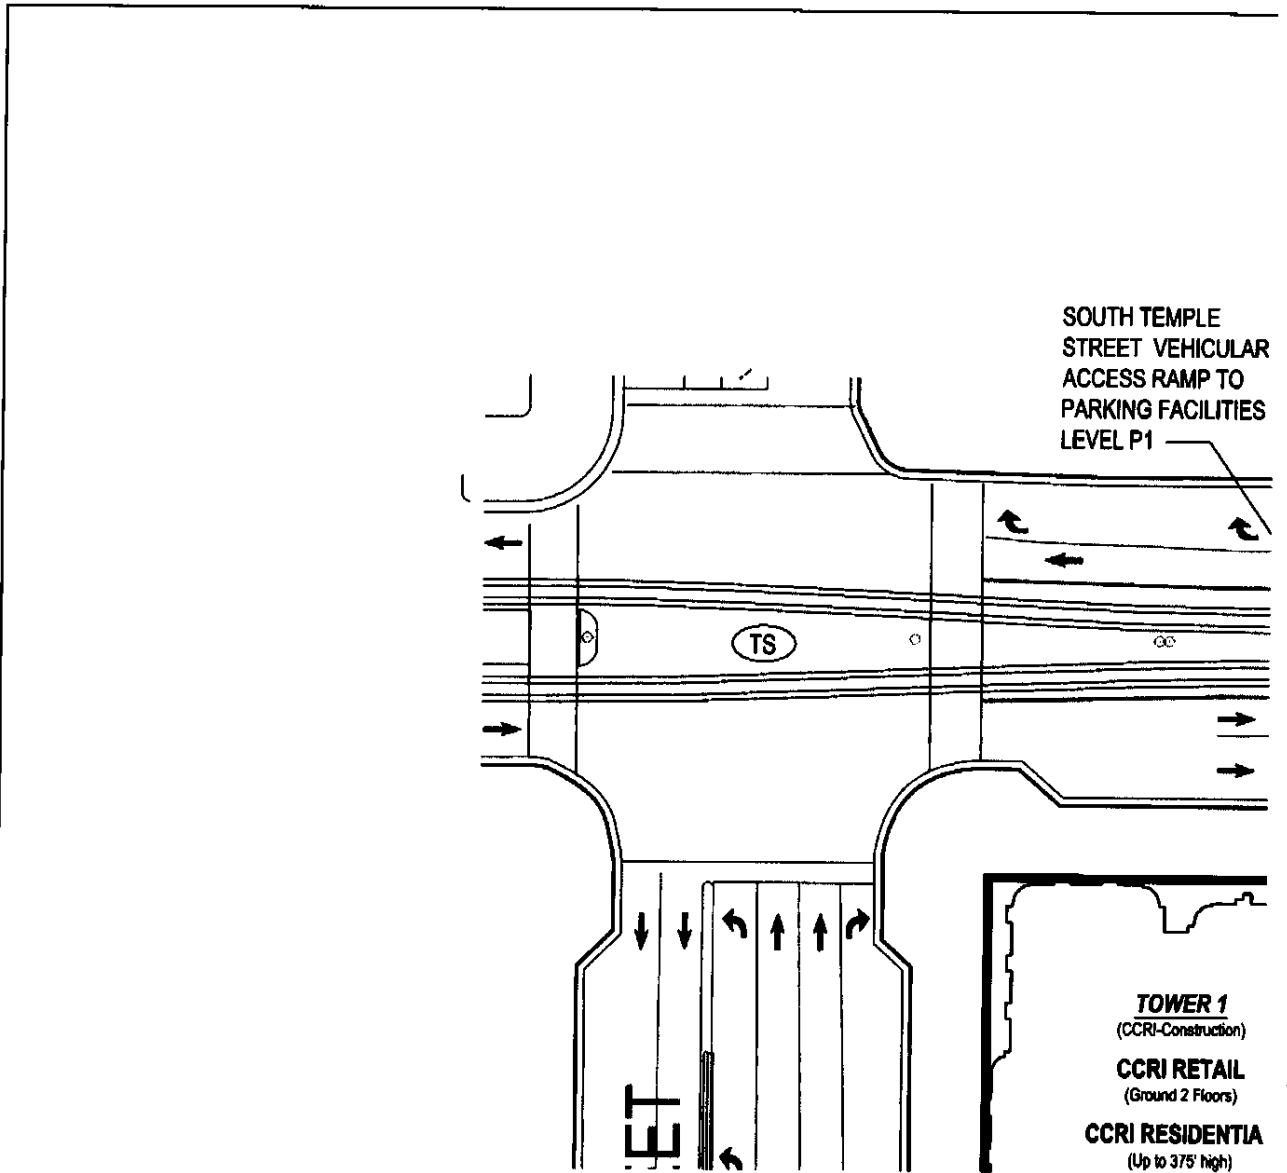 SOUTH TEMPLE
STREET VEHICULAR
ACCESS RAMP TO
PARKING FACILITIES
LEVEL P1
TS
TOWER 1
(CCRI-Construction)
CCRI RETAIL
(Ground 2 Floors)
CCRI RESIDENTIA
(Up to 375' high)
ET